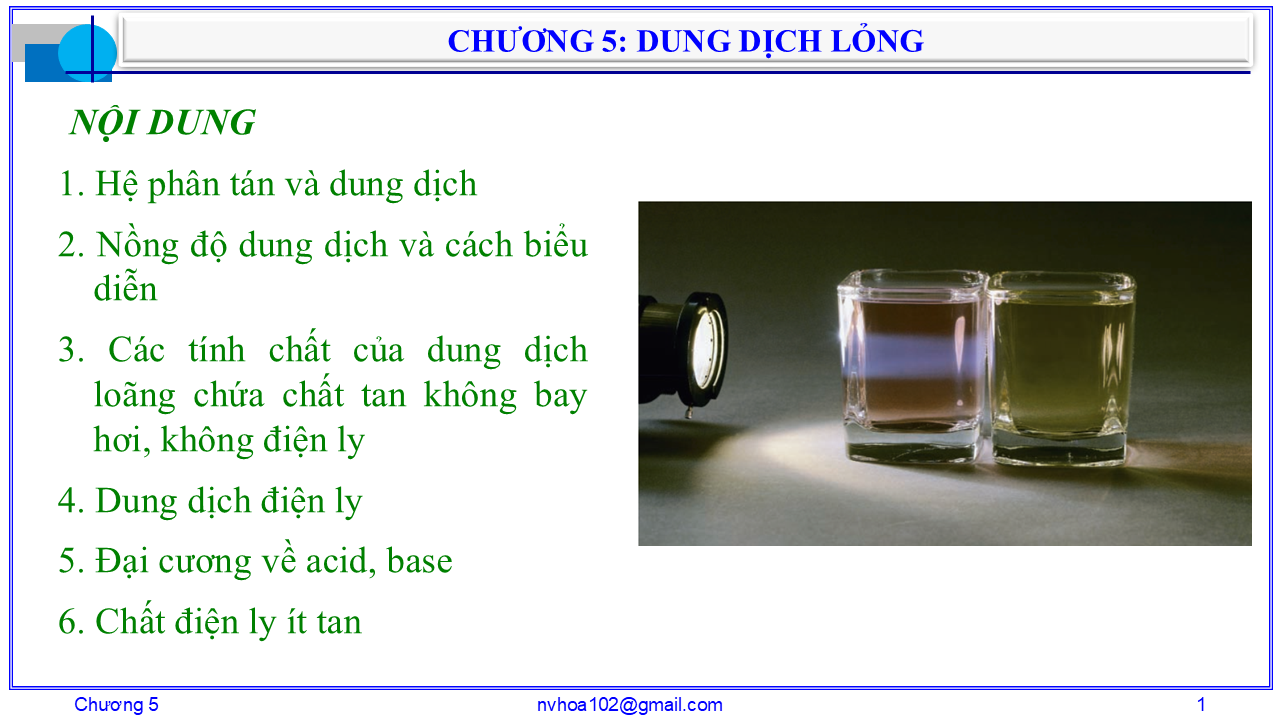 CHƯƠNG 5: DUNG DỊCH LỎNG
NỘI DUNG
1. Hệ phân tán và dung dịch
2. Nồng độ dung dịch và cách biểu
diễn
3. Các tính chất của dung dịch
loãng chứa chất tan không bay
hơi, không điện ly
4. Dung dịch điện ly
5. Đại cương về acid, base
6. Chất điện ly ít tan
Chương 5
nvhoa102@gmail.com
1